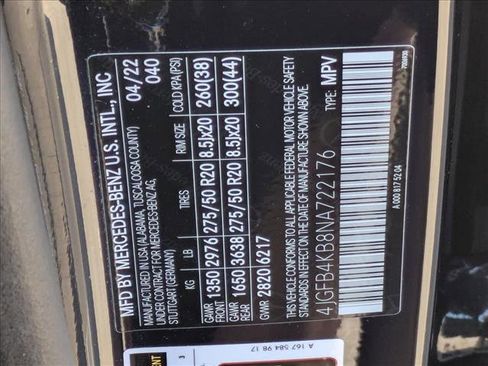 MFD BY MERCEDES-BENZ U.S. INTL., INC
MANUFACTURED IN USA (ALABAMA, TUSCALOOSA COUNTY)
UNDER CONTRACT FOR MERCEDES-BENZ AG,
STUTTGART (GERMANY)
04/22
040
KG LB TIRES RIM SIZE COLD KPA(PSI)
GAWR FRONT 1350 2976 275/50 R20 8.5Jx20 260(38)
GAWR REAR 1650 3638 275/50 R20 8.5Jx20 300(44)
GVWR 2820 6217
THIS VEHICLE CONFORMS TO ALL APPLICABLE FEDERAL MOTOR VEHICLE SAFETY
STANDARDS IN EFFECT ON THE DATE OF MANUFACTURE SHOWN ABOVE.
4JGFB4KB8NA722176 TYPE: MPV
A 000 817 52 04
A 167 584 98 17
3